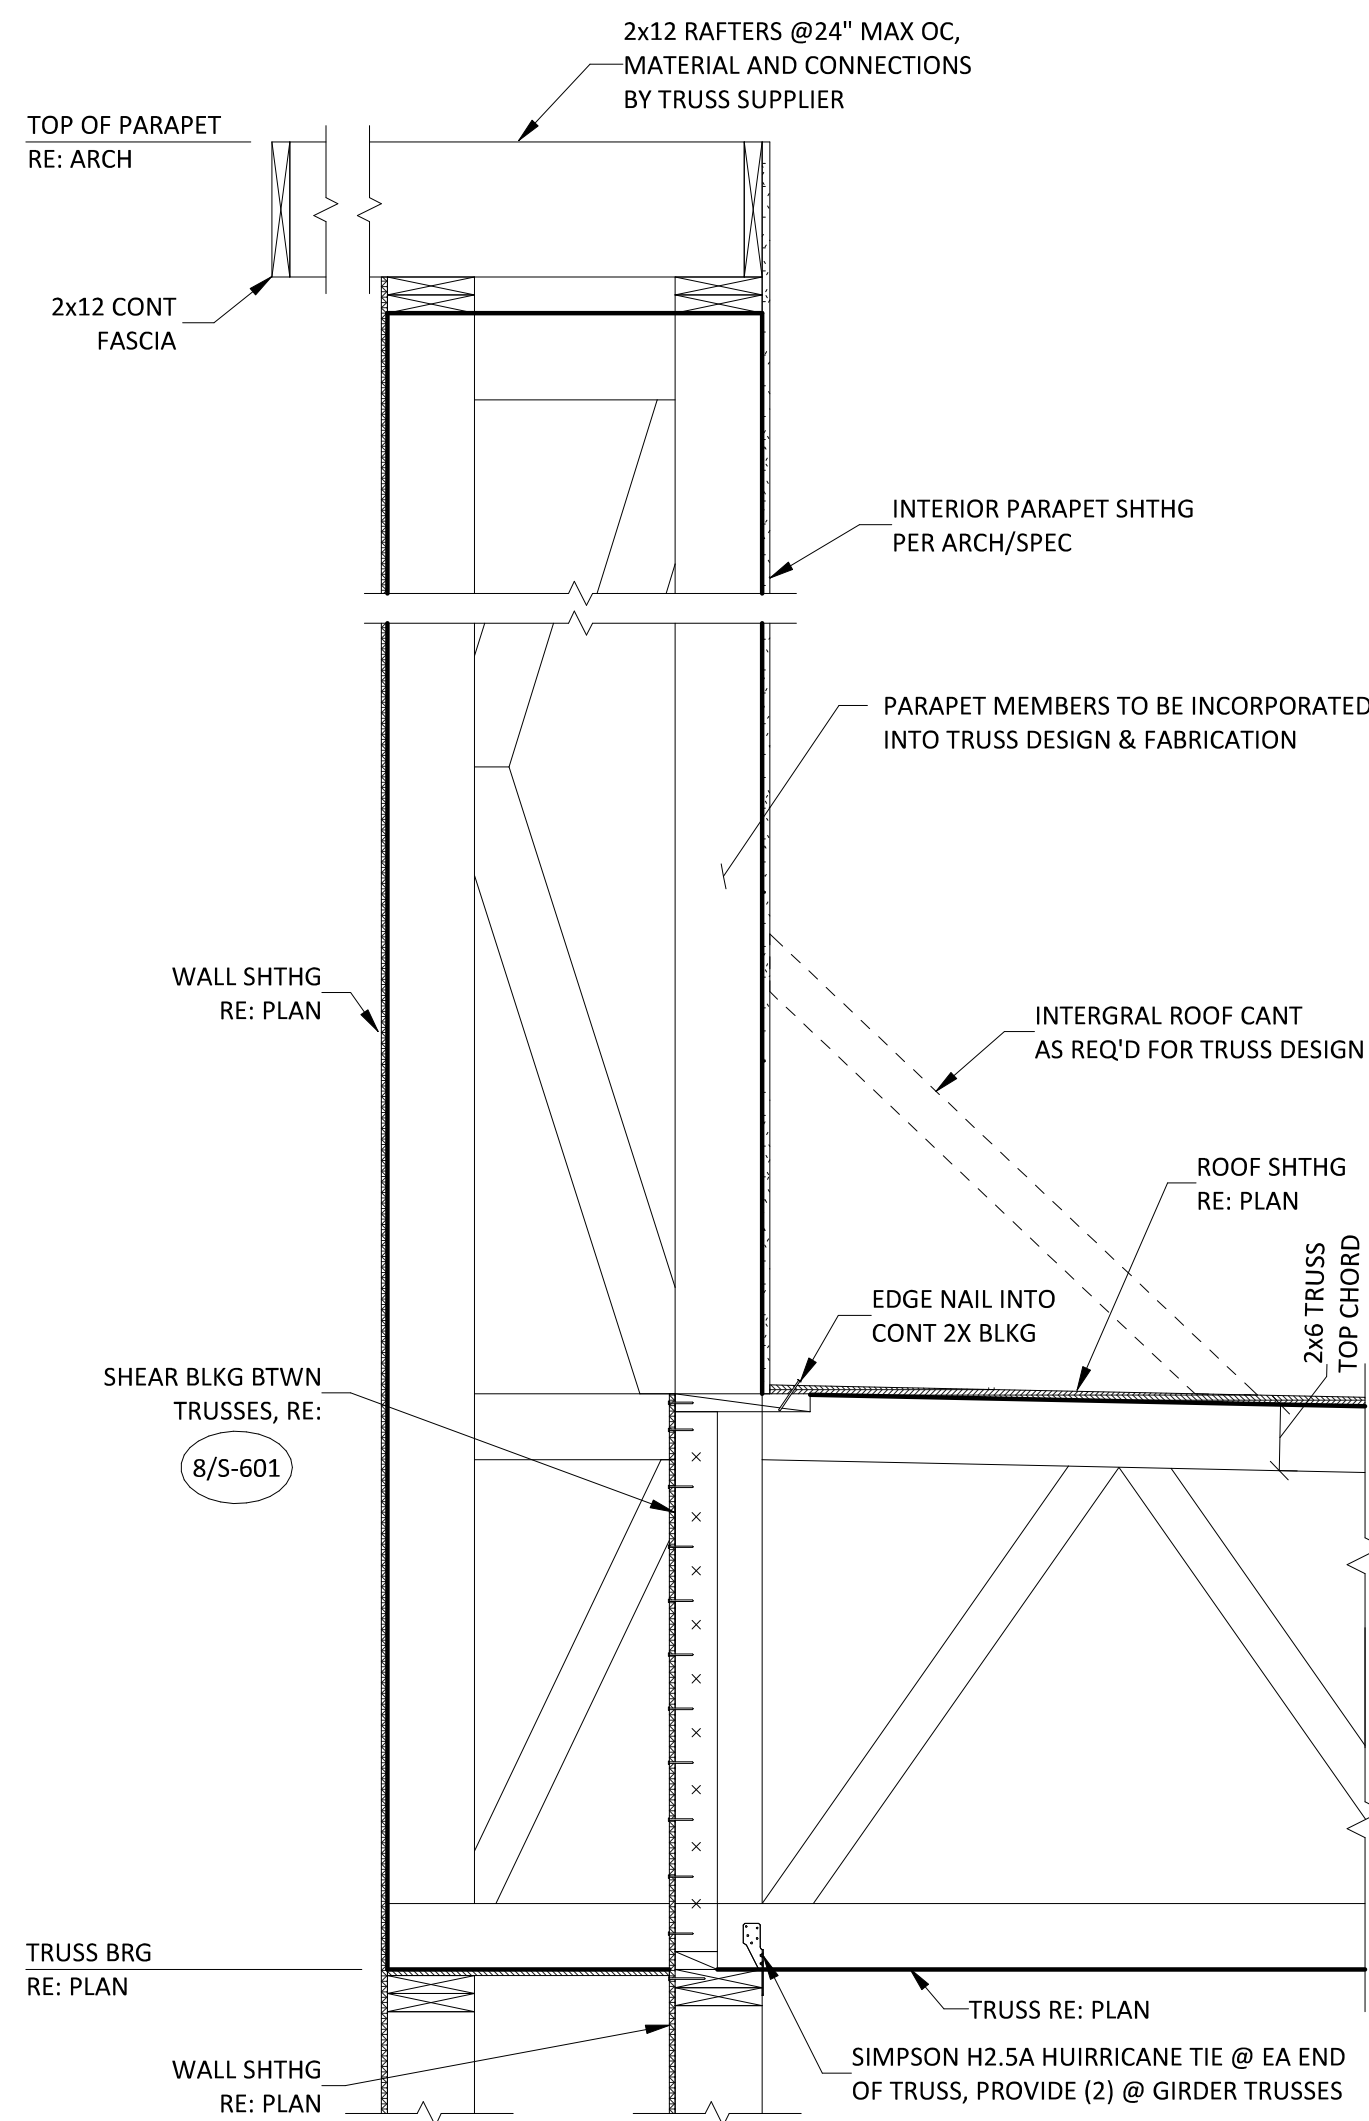 2x12 RAFTERS @24" MAX OC,
MATERIAL AND CONNECTIONS
BY TRUSS SUPPLIER
TOP OF PARAPET
RE: ARCH
2x12 CONT
FASCIA
INTERIOR PARAPET SHTHG
PER ARCH/SPEC
PARAPET MEMBERS TO BE INCORPORATED
INTO TRUSS DESIGN & FABRICATION
WALL SHTHG
RE: PLAN
INTERGRAL ROOF CANT
AS REQ'D FOR TRUSS DESIGN
ROOF SHTHG
RE: PLAN
2x6 TRUSS
TOP CHORD
EDGE NAIL INTO
CONT 2X BLKG
SHEAR BLKG BTWN
TRUSSES, RE:
8/S-601
TRUSS BRG
RE: PLAN
TRUSS RE: PLAN
SIMPSON H2.5A HUIRRICANE TIE @ EA END
OF TRUSS, PROVIDE (2) @ GIRDER TRUSSES
WALL SHTHG
RE: PLAN